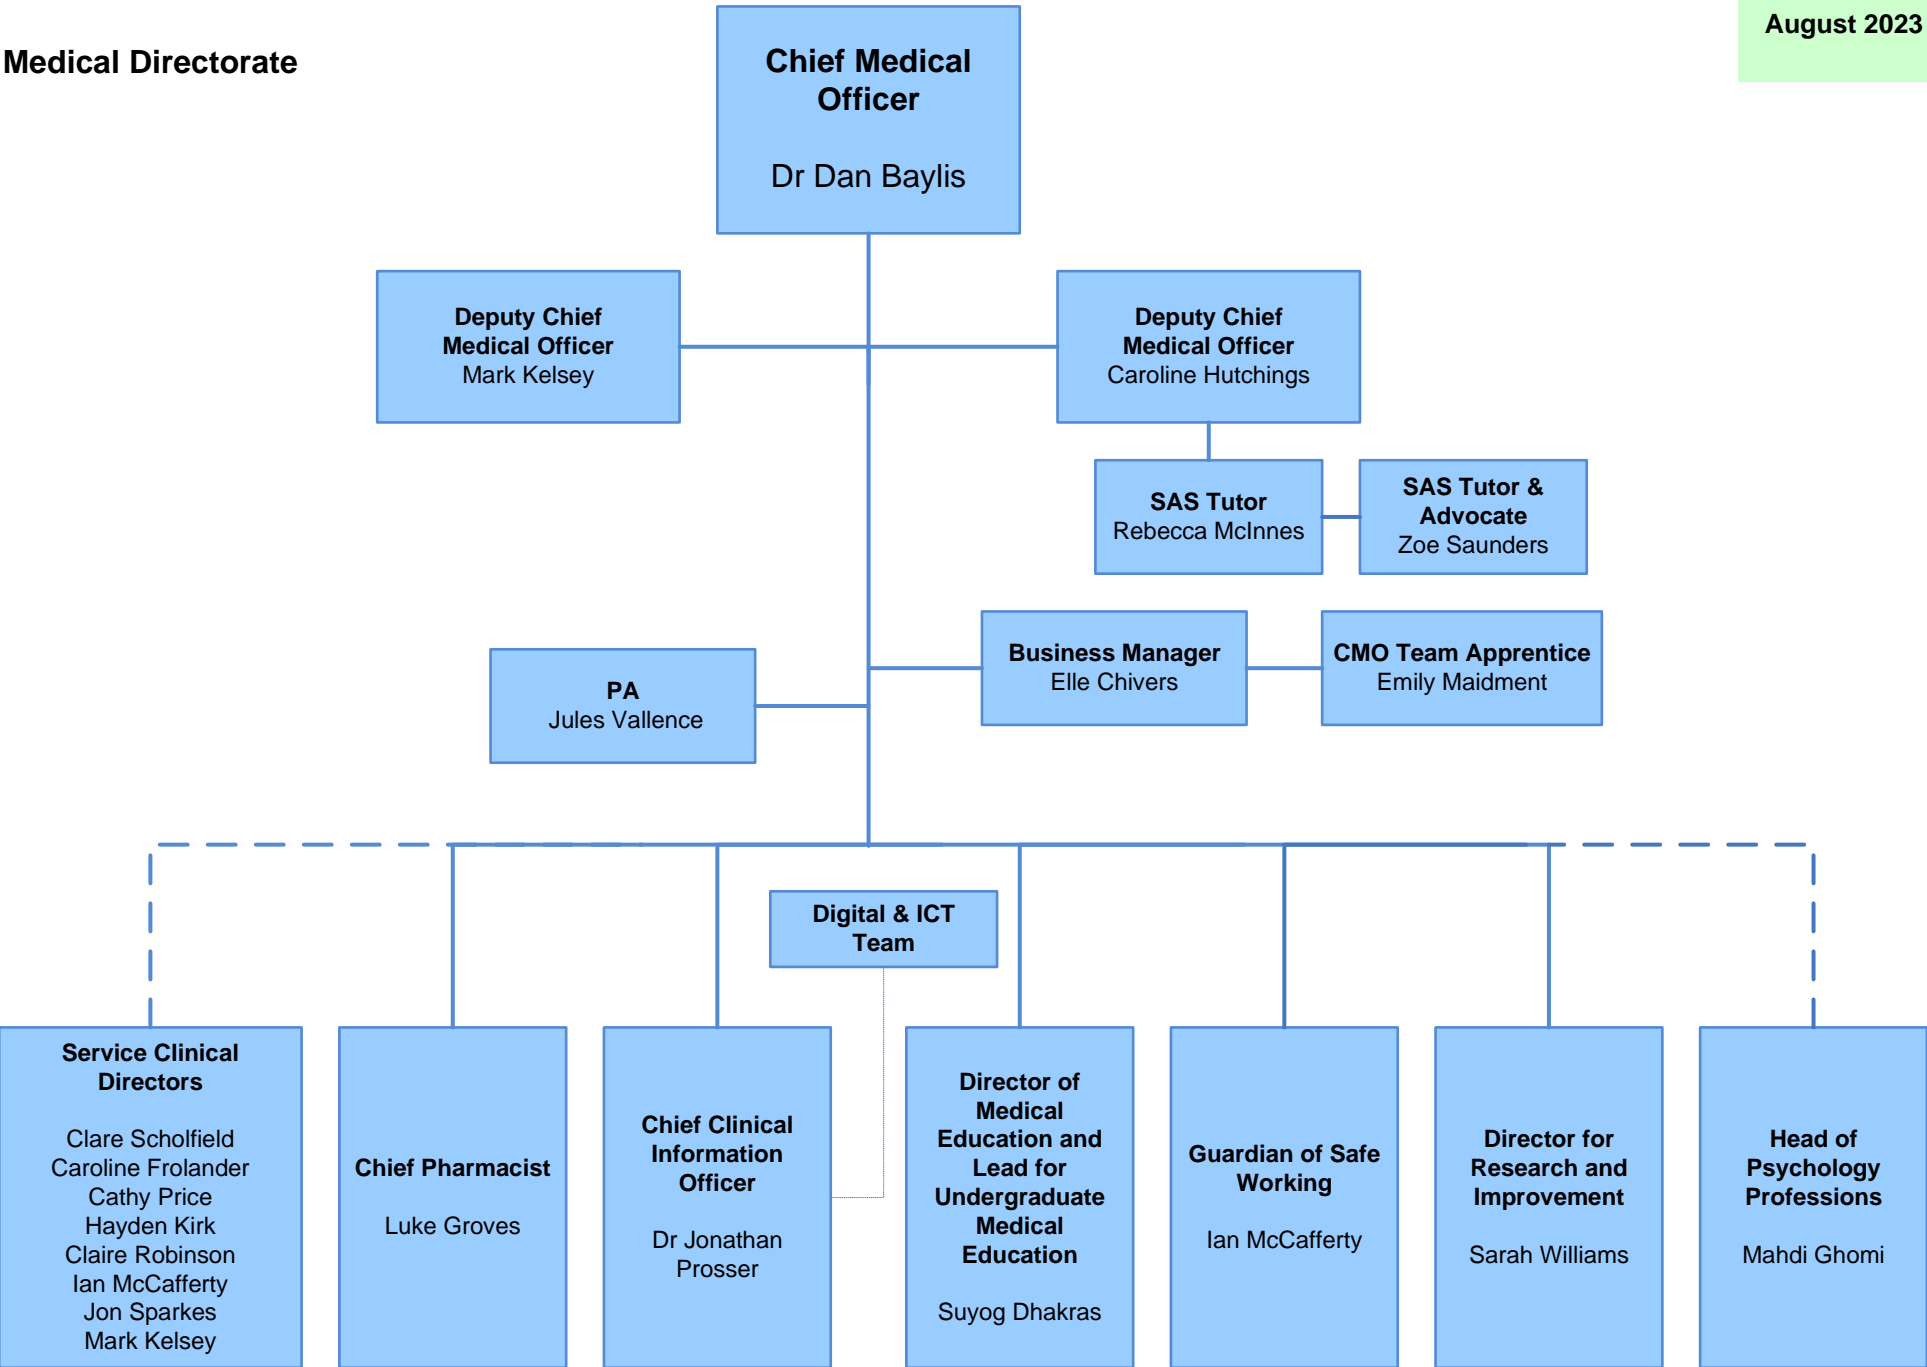 August 2023
Medical Directorate
Chief Medical
Officer
Dr Dan Baylis
Deputy Chief
Medical Officer
Mark Kelsey
Deputy Chief
Medical Officer
Caroline Hutchings
SAS Tutor
Rebecca McInnes
SAS Tutor &
Advocate
Zoe Saunders
Business Manager
Elle Chivers
CMO Team Apprentice
Emily Maidment
PA
Jules Vallence
Digital & ICT
Team
Service Clinical
Directors
Clare Scholfield
Caroline Frolander
Cathy Price
Hayden Kirk
Claire Robinson
Ian McCafferty
Jon Sparkes
Mark Kelsey
Chief Pharmacist
Luke Groves
Chief Clinical
Information
Officer
Dr Jonathan
Prosser
Director of
Medical
Education and
Lead for
Undergraduate
Medical
Education
Suyog Dhakras
Guardian of Safe
Working
Ian McCafferty
Director for
Research and
Improvement
Sarah Williams
Head of
Psychology
Professions
Mahdi Ghomi